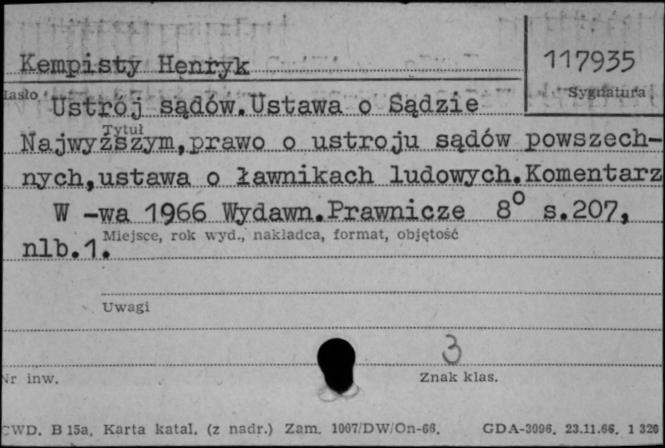 Kempisty Henryk
117935
Hasło
Sygnatura
Ustrój sądów.Ustawa o Sądzie
Tytuł
Najwyższym,prawo o ustroju sądów powszech-
nych,ustawa o ławnikach ludowych.Komentarz
W -wa 1966 Wydawn.Prawnicze 8° s.207,
Miejsce, rok wyd., nakładca, format, objętość
nlb.1.
Uwagi
3
Nr inw.
Znak klas.
CWD. B 15a. Karta katal. (z nadr.) Zam. 1007/DW/On-66. GDA-3096. 23.11.66. 1 320